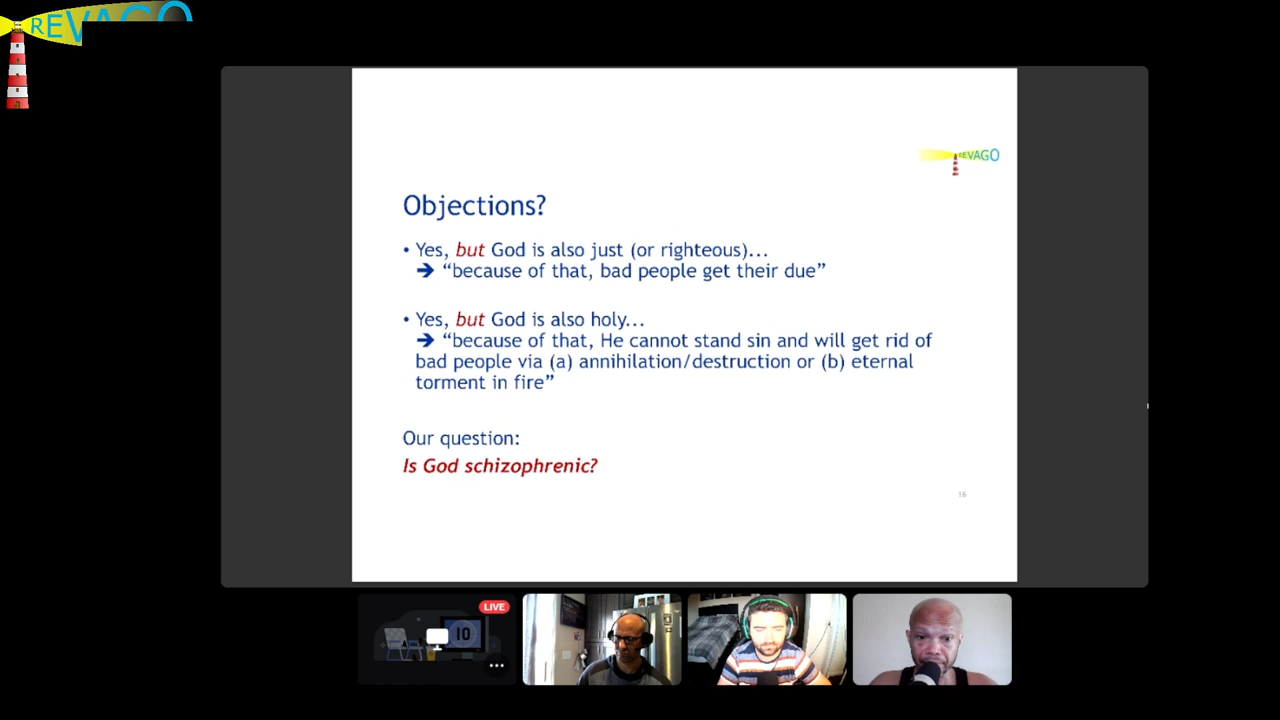 REVAGO
REVAGO
Objections?
• Yes, but God is also just (or righteous)...
➔ “because of that, bad people get their due”
• Yes, but God is also holy...
➔ “because of that, He cannot stand sin and will get rid of
bad people via (a) annihilation/destruction or (b) eternal
torment in fire”
Our question:
Is God schizophrenic?
16
LIVE
10